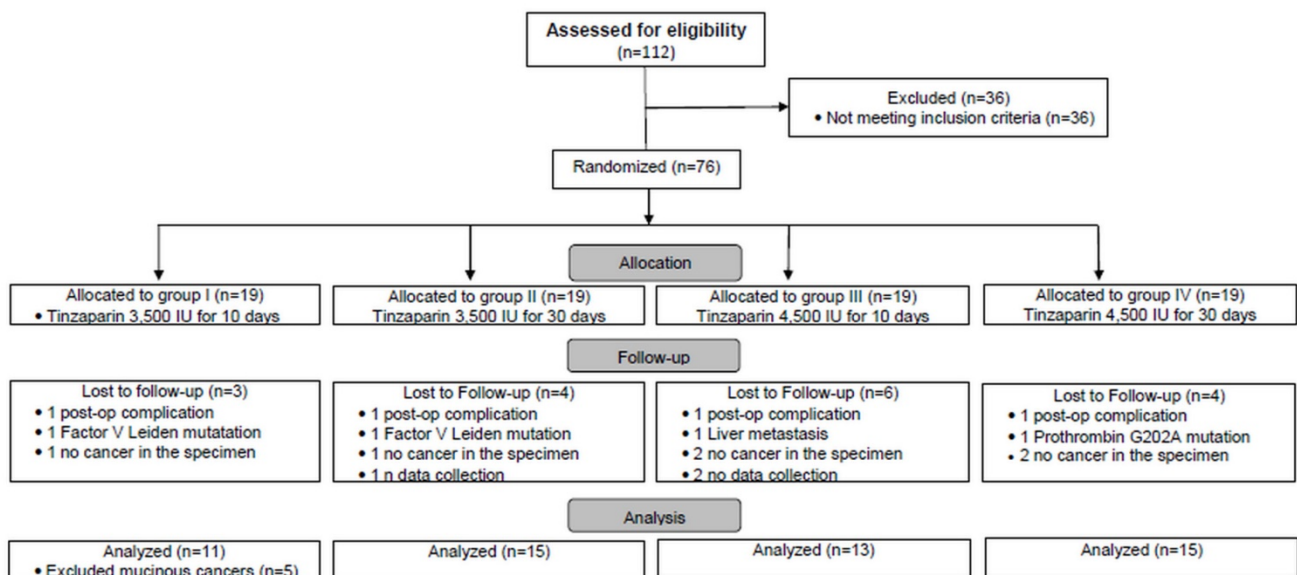 Assessed for eligibility
(n=112)
Excluded (n=36)
• Not meeting inclusion criteria (n=36)
Randomized (n=76)
Allocation
Allocated to group I (n=19)
• Tinzaparin 3,500 IU for 10 days
Allocated to group II (n=19)
Tinzaparin 3,500 IU for 30 days
Allocated to group III (n=19)
Tinzaparin 4,500 IU for 10 days
Allocated to group IV (n=19)
Tinzaparin 4,500 IU for 30 days
Follow-up
Lost to follow-up (n=3)
• 1 post-op complication
• 1 Factor V Leiden mutatation
• 1 no cancer in the specimen
Lost to Follow-up (n=4)
• 1 post-op complication
• 1 Factor V Leiden mutation
• 1 no cancer in the specimen
• 1 n data collection
Lost to Follow-up (n=6)
• 1 post-op complication
• 1 Liver metastasis
• 2 no cancer in the specimen
• 2 no data collection
Lost to Follow-up (n=4)
• 1 post-op complication
• 1 Prothrombin G202A mutation
• 2 no cancer in the specimen
Analysis
Analyzed (n=11)
• Excluded mucinous cancers (n=5)
Analyzed (n=15)
Analyzed (n=13)
Analyzed (n=15)